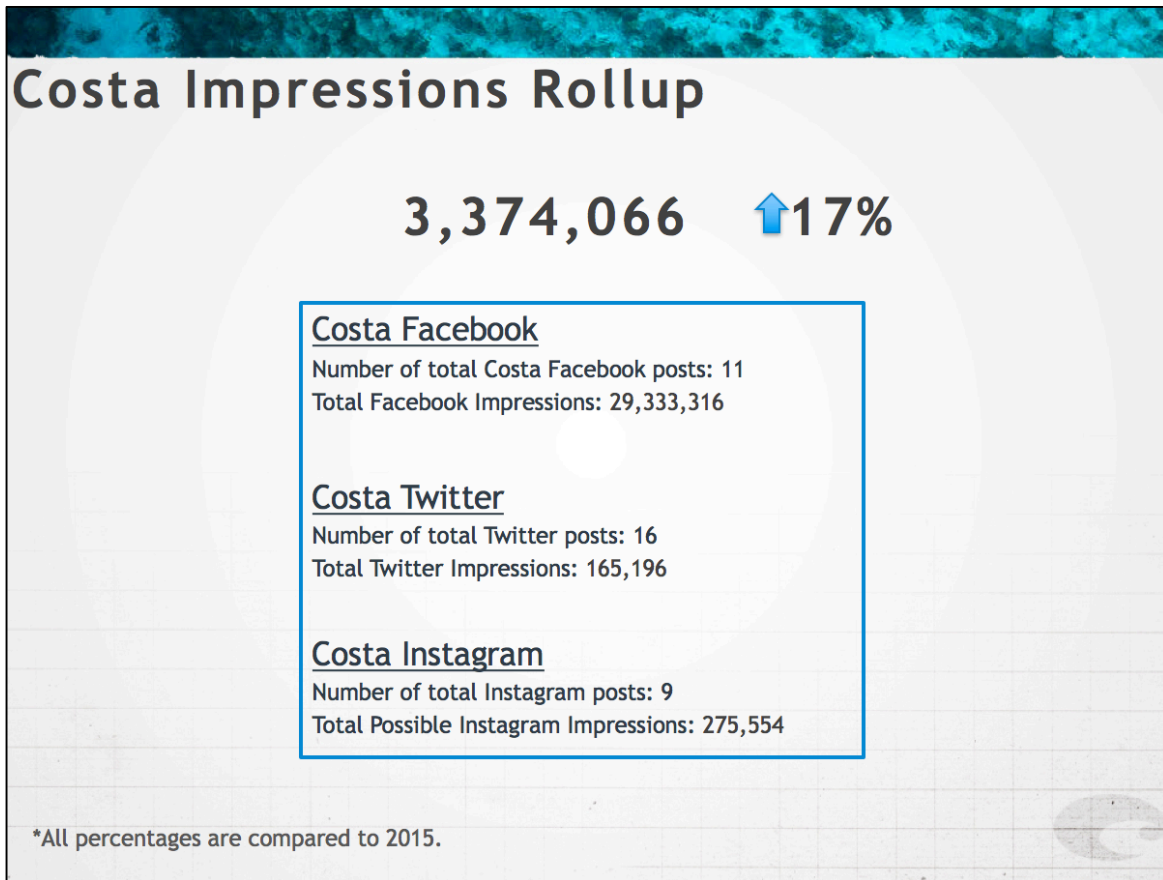 Costa Impressions Rollup
3,374,066 17%
Costa Facebook
Number of total Costa Facebook posts: 11
Total Facebook Impressions: 29,333,316
Costa Twitter
Number of total Twitter posts: 16
Total Twitter Impressions: 165,196
Costa Instagram
Number of total Instagram posts: 9
Total Possible Instagram Impressions: 275,554
*All percentages are compared to 2015.